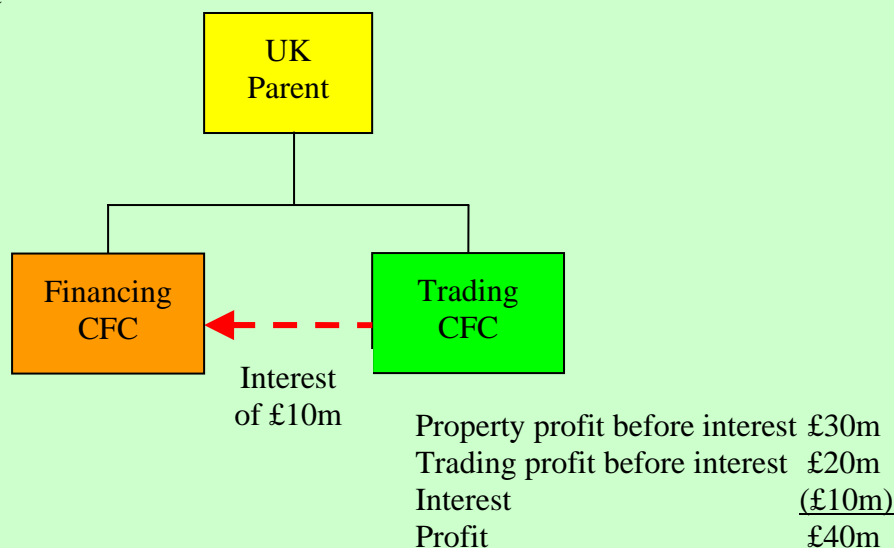 UK
Parent
Financing
CFC
Trading
CFC
Interest
of £10m
Property profit before interest £30m
Trading profit before interest £20m
Interest (£10m)
Profit £40m